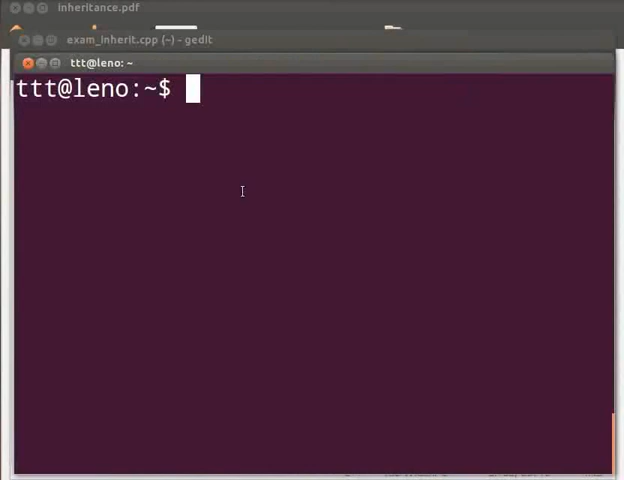 inheritance.pdf
exam_inherit.cpp (~) - gedit
ttt@leno: ~
ttt@leno:~$